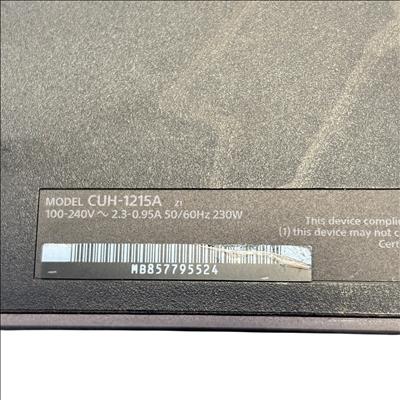 MODEL CUH-1215A Z1
100-240V ~ 2.3-0.95A 50/60Hz 230W
This device compli
(1) this device may not c
Cert
MB857795524